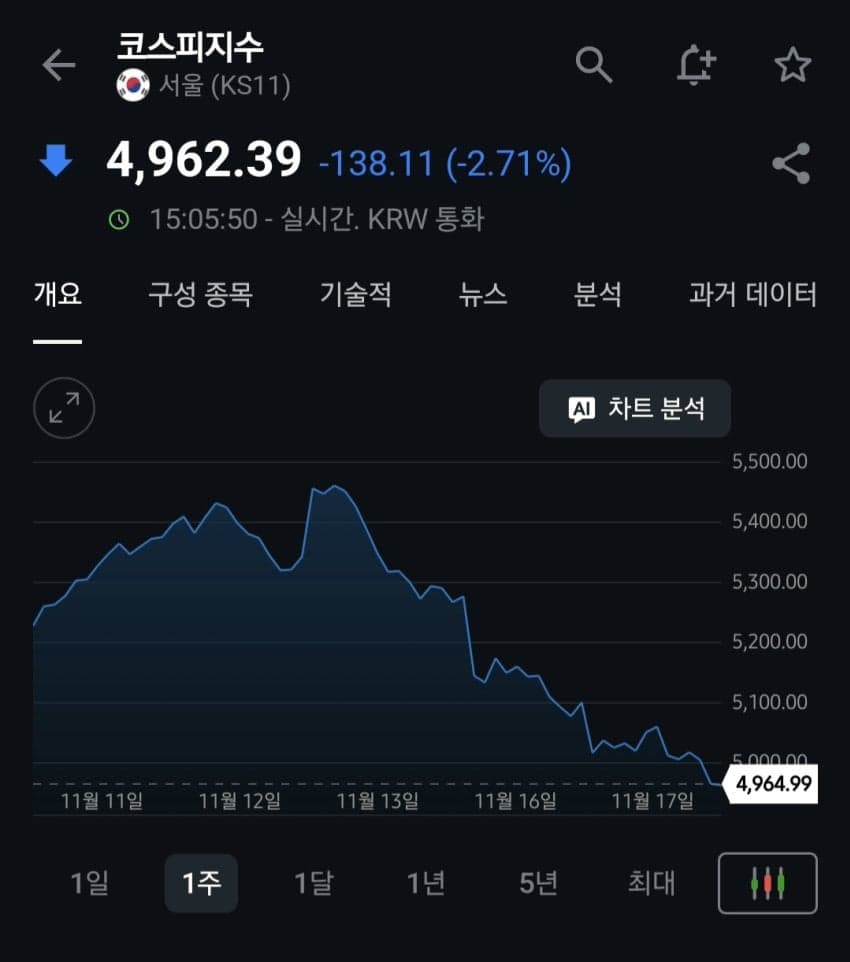 코스피지수
서울 (KS11)
4,962.39 -138.11 (-2.71%)
15:05:50 - 실시간. KRW 통화
개요 구성 종목 기술적 뉴스 분석 과거 데이터
AI 차트 분석
5,500.00
5,400.00
5,300.00
5,200.00
5,100.00
5,000.00
4,964.99
11월 11일 11월 12일 11월 13일 11월 16일 11월 17일
1일 1주 1달 1년 5년 최대